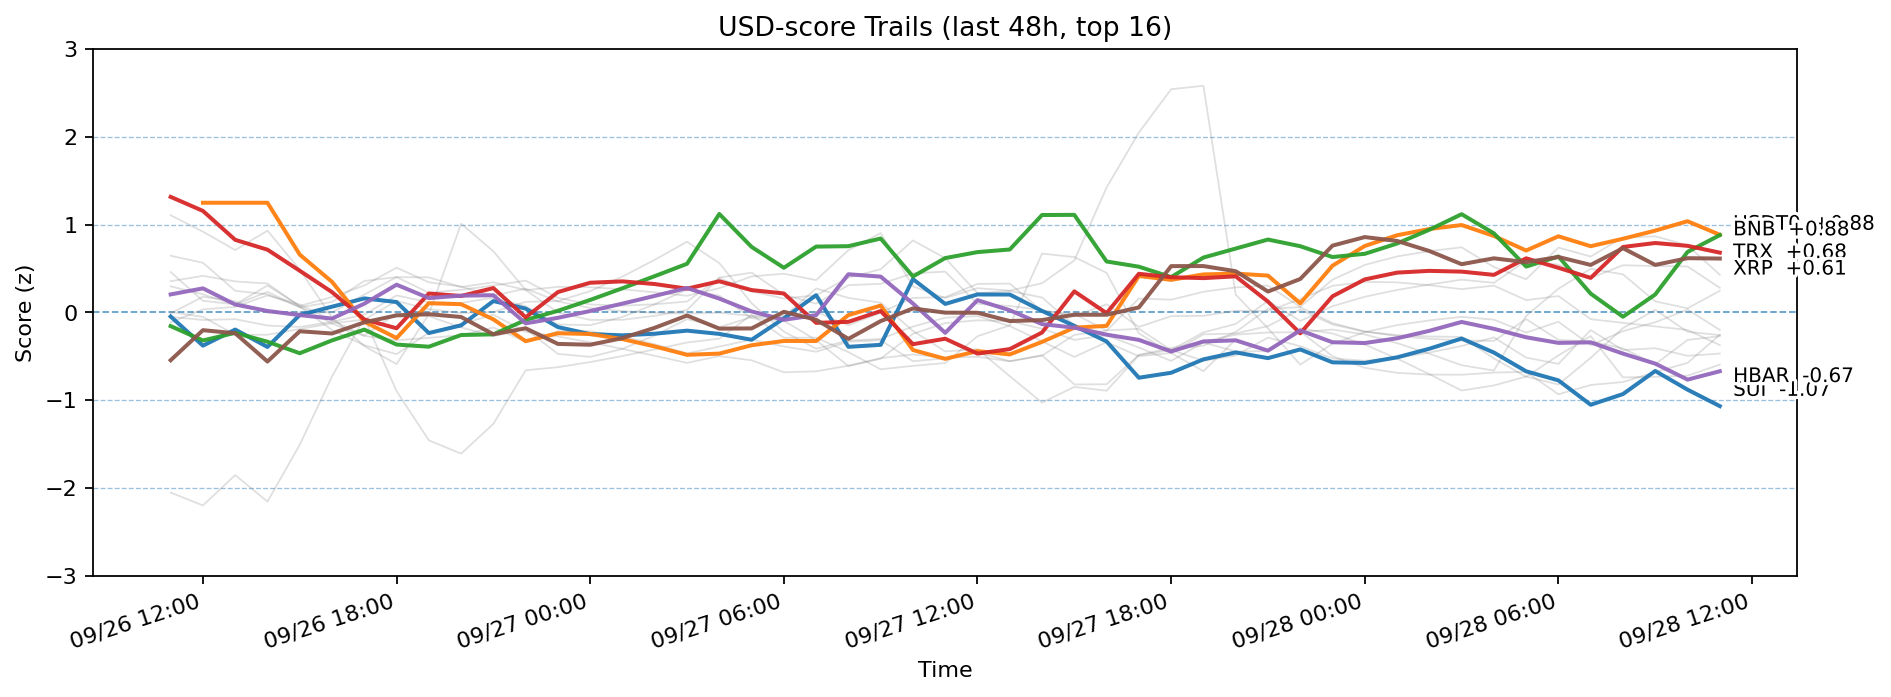 USD-score Trails (last 48h, top 16)
Score (z)
3
2
1
0
−1
−2
−3
BNB +0.88
TRX +0.68
XRP +0.61
HBAR -0.67
SUI -1.07
09/26 12:00
09/26 18:00
09/27 00:00
09/27 06:00
09/27 12:00
09/27 18:00
09/28 00:00
09/28 06:00
09/28 12:00
Time